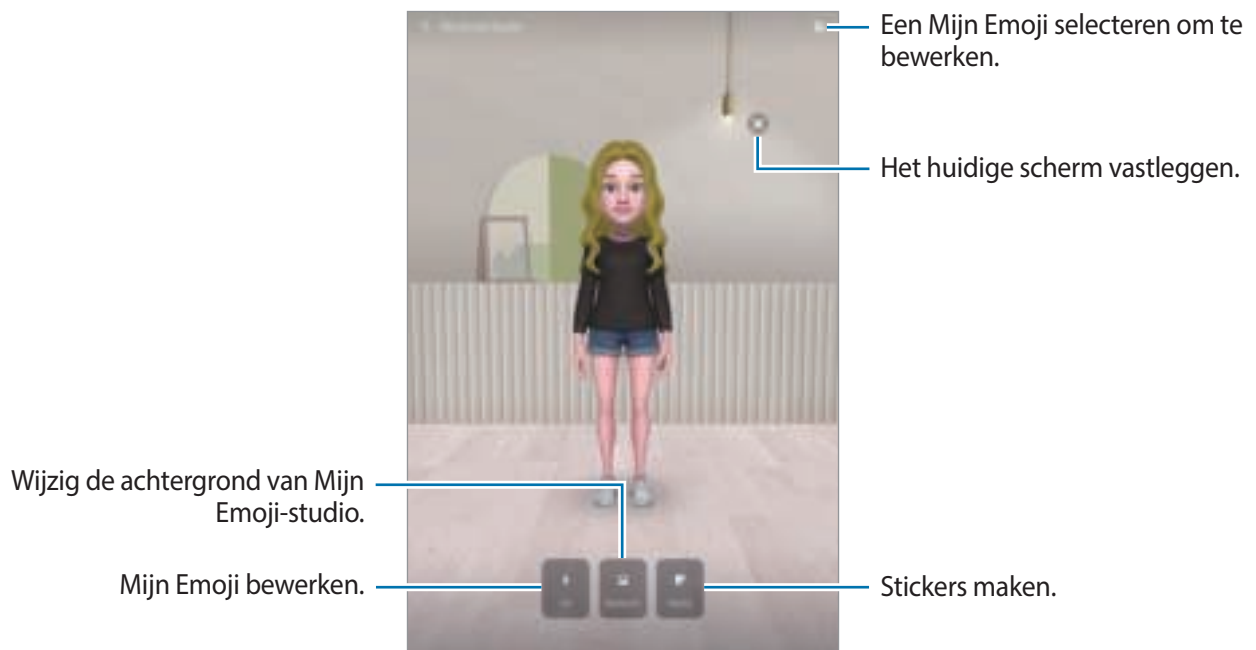 Een Mijn Emoji selecteren om te
bewerken.
Het huidige scherm vastleggen.
Wijzig de achtergrond van Mijn
Emoji-studio.
Mijn Emoji bewerken.
Stickers maken.